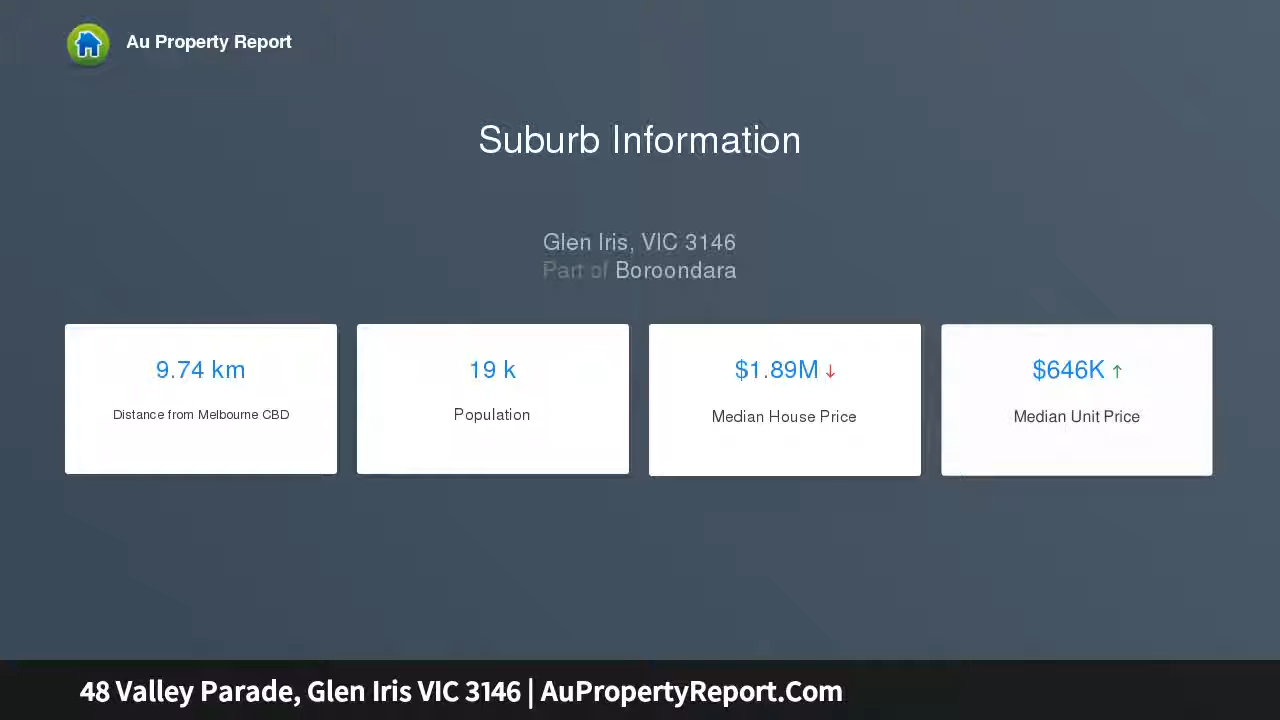 Au Property Report
Suburb Information
Glen Iris, VIC 3146
Part of Boroondara
9.74 km
Distance from Melbourne CBD
19 k
Population
$1.89M ↓
Median House Price
$646K ↑
Median Unit Price
48 Valley Parade, Glen Iris VIC 3146 | AuPropertyReport.Com